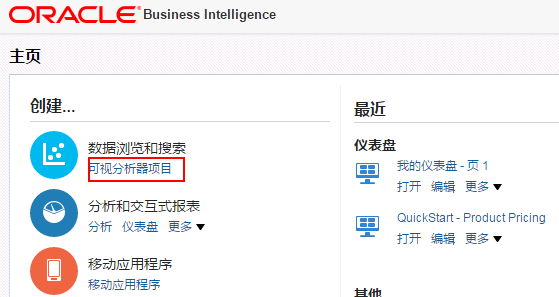 ORACLE® Business Intelligence
主页
创建...
数据浏览和搜索
可视分析器项目
分析和交互式报表
分析 仪表盘 更多
移动应用程序
移动应用程序
最近
仪表盘
我的仪表盘 - 页 1
打开 编辑 更多
QuickStart - Product Pricing
打开 编辑 更多
其他